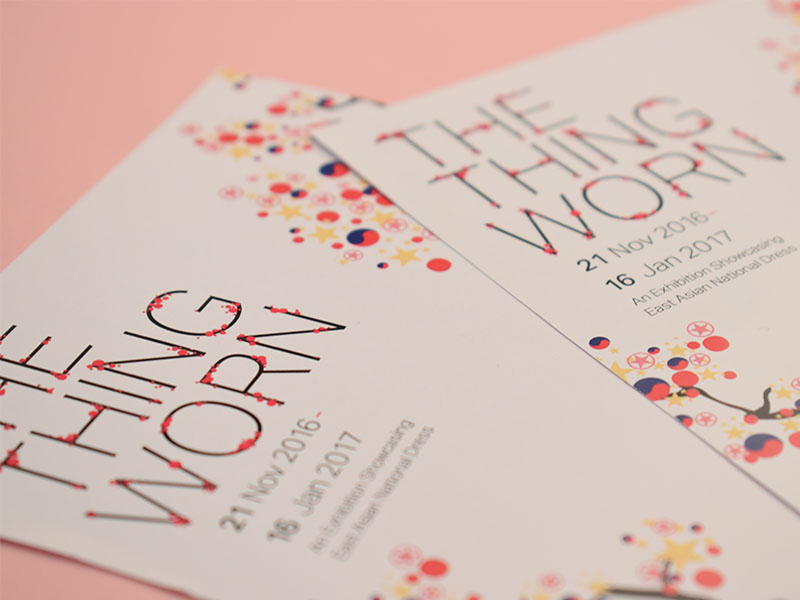 THE
THING
WORN
21 Nov 2016–
16 Jan 2017
An Exhibition Showcasing
East Asian National Dress
THE
THING
WORN
21 Nov 2016–
16 Jan 2017
An Exhibition Showcasing
East Asian National Dress